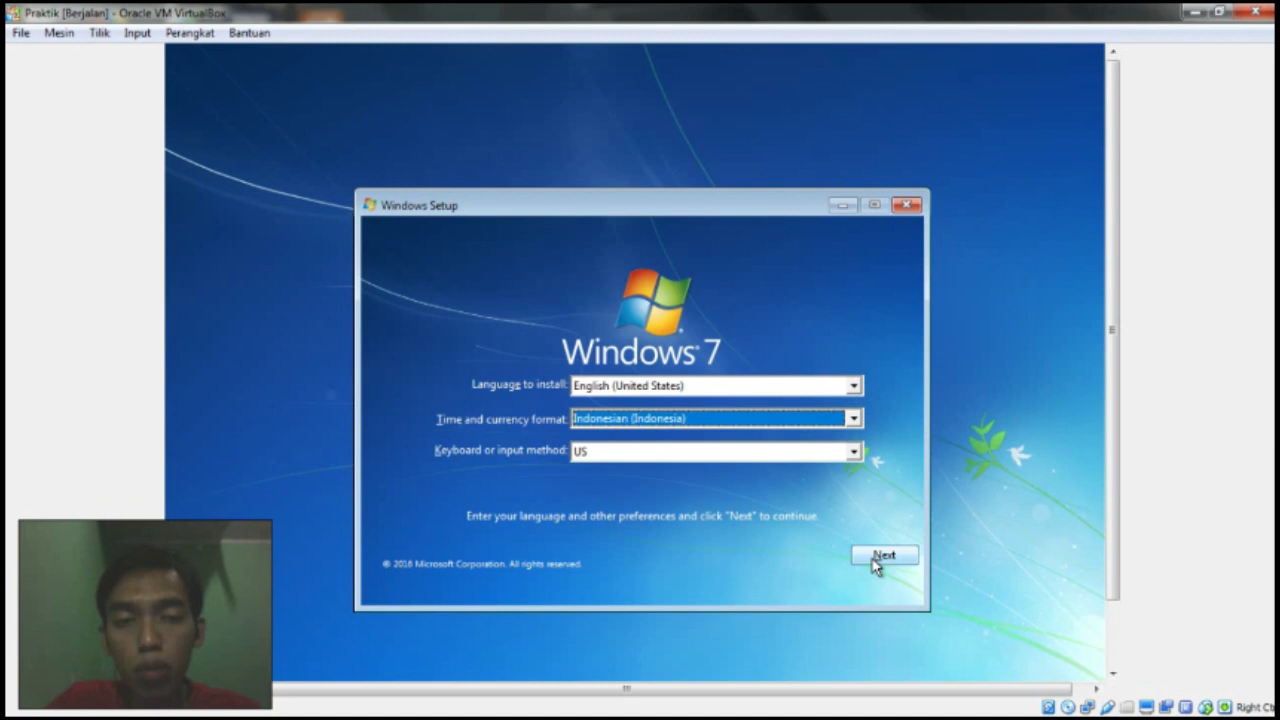 Praktik [Berjalan] - Oracle VM VirtualBox
File Mesin Tilik Input Perangkat Bantuan
Windows Setup
Windows 7
Language to install: English (United States)
Time and currency format: Indonesian (Indonesia)
Keyboard or input method: US
Enter your language and other preferences and click "Next" to continue.
Next
© 2016 Microsoft Corporation. All rights reserved.
Right Ct